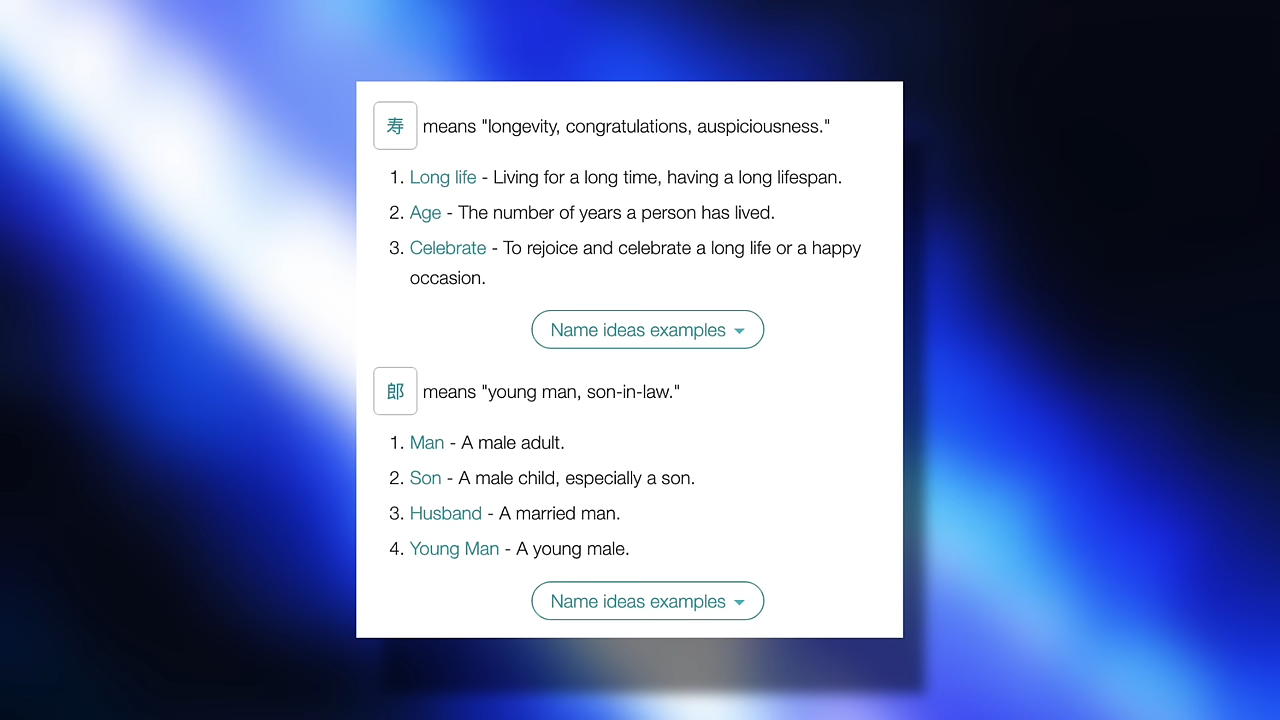 寿 means "longevity, congratulations, auspiciousness."
1. Long life - Living for a long time, having a long lifespan.
2. Age - The number of years a person has lived.
3. Celebrate - To rejoice and celebrate a long life or a happy
occasion.
Name ideas examples
郎 means "young man, son-in-law."
1. Man - A male adult.
2. Son - A male child, especially a son.
3. Husband - A married man.
4. Young Man - A young male.
Name ideas examples